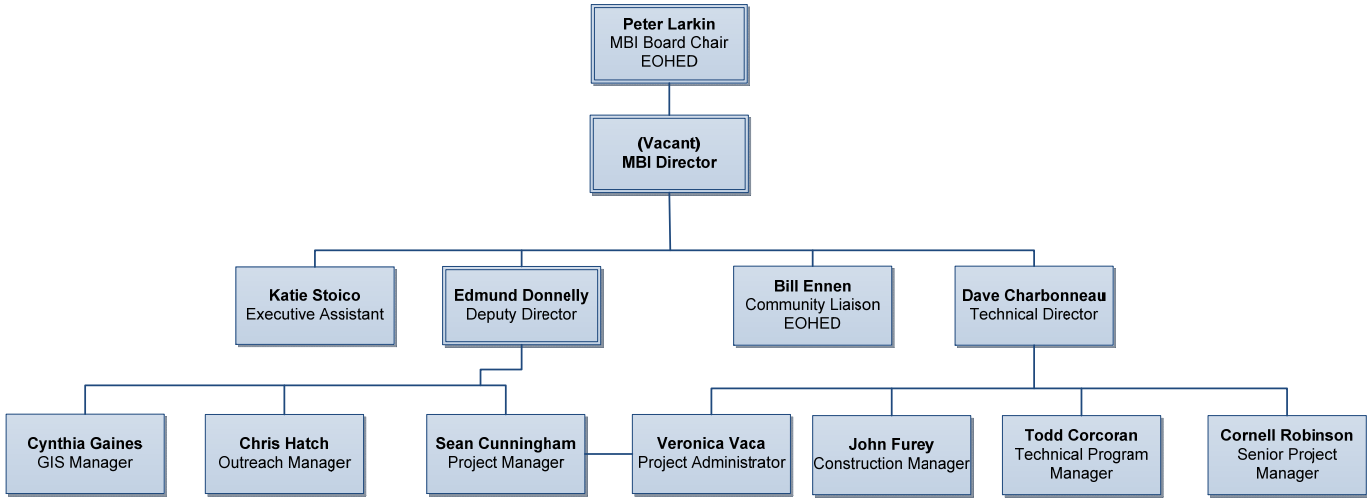 Peter Larkin
MBI Board Chair
EOHED
(Vacant)
MBI Director
Katie Stoico
Executive Assistant
Edmund Donnelly
Deputy Director
Bill Ennen
Community Liaison
EOHED
Dave Charbonneau
Technical Director
Cynthia Gaines
GIS Manager
Chris Hatch
Outreach Manager
Sean Cunningham
Project Manager
Veronica Vaca
Project Administrator
John Furey
Construction Manager
Todd Corcoran
Technical Program
Manager
Cornell Robinson
Senior Project
Manager